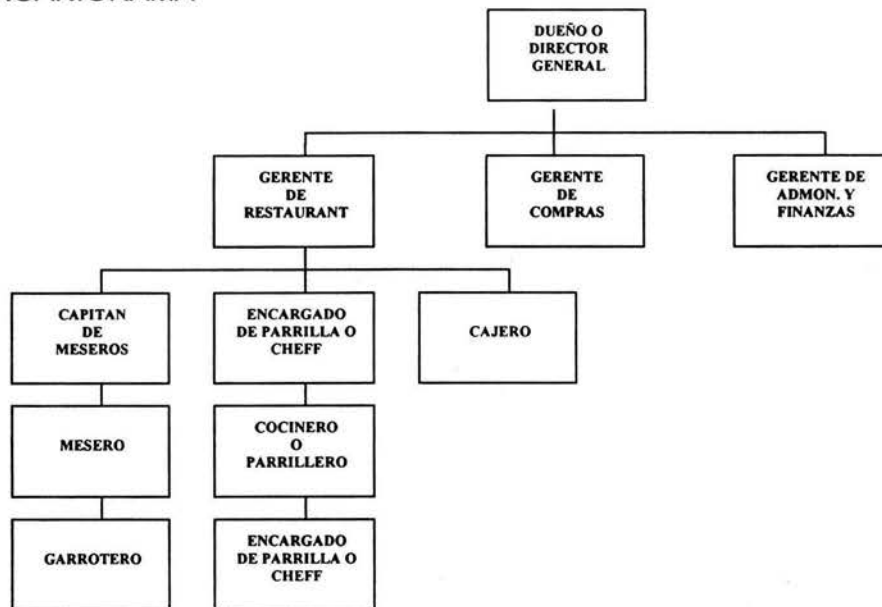 DUEÑO O
DIRECTOR
GENERAL
GERENTE
DE
RESTAURANT
GERENTE
DE
COMPRAS
GERENTE DE
ADMON. Y
FINANZAS
CAPITAN
DE
MESEROS
ENCARGADO
DE PARRILLA O
CHEFF
CAJERO
MESERO
COCINERO
O
PARRILLERO
GARROTERO
ENCARGADO
DE PARRILLA O
CHEFF